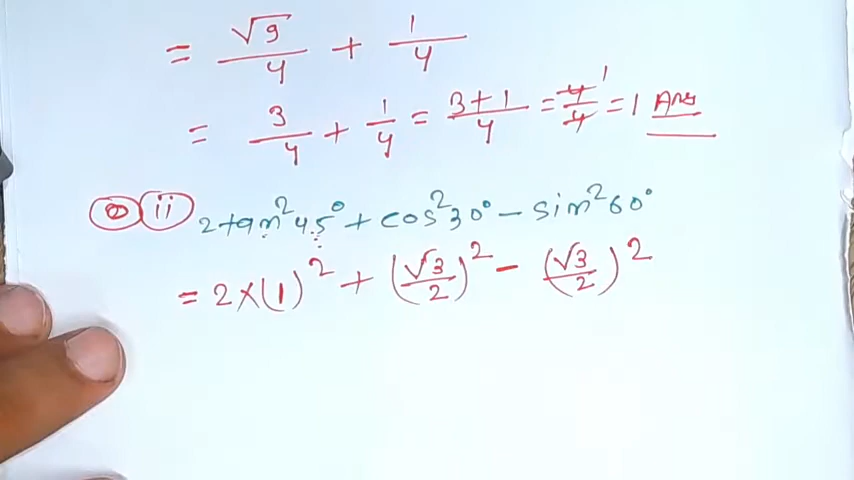 = √9/4 + 1/4
= 3/4 + 1/4 = 3+1/4 = 4/4 1 = 1 Ans
ii 2tan²45° + cos²30° – sin²60°
= 2×(1)² + (√3/2)² – (√3/2)²